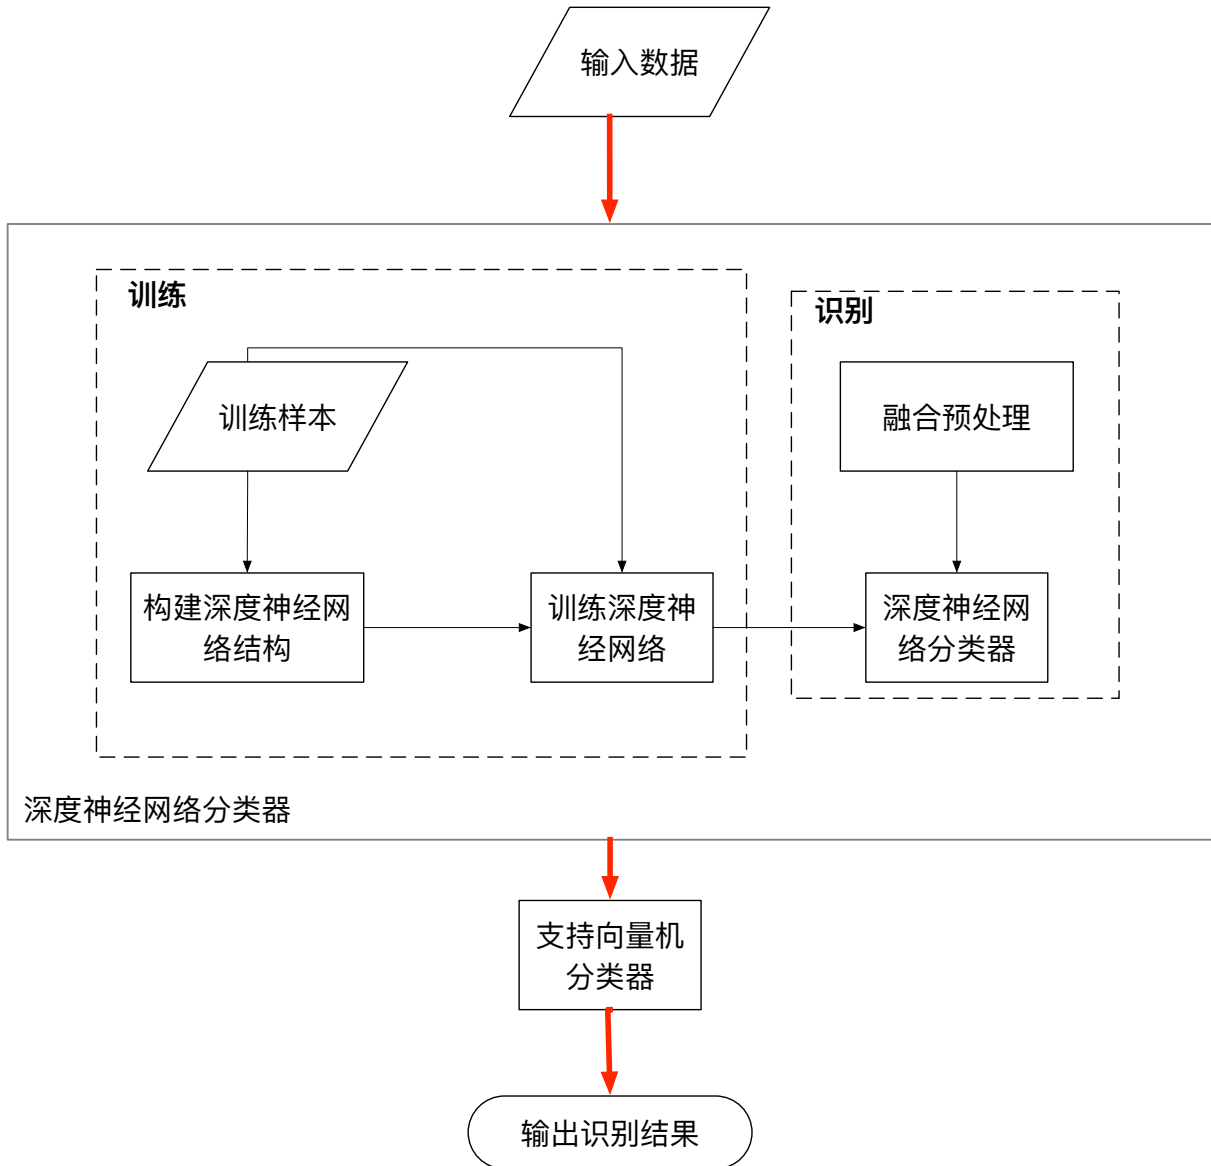 输入数据
训练
识别
训练样本
融合预处理
构建深度神经网
络结构
训练深度神
经网络
深度神经网
络分类器
深度神经网络分类器
支持向量机
分类器
输出识别结果